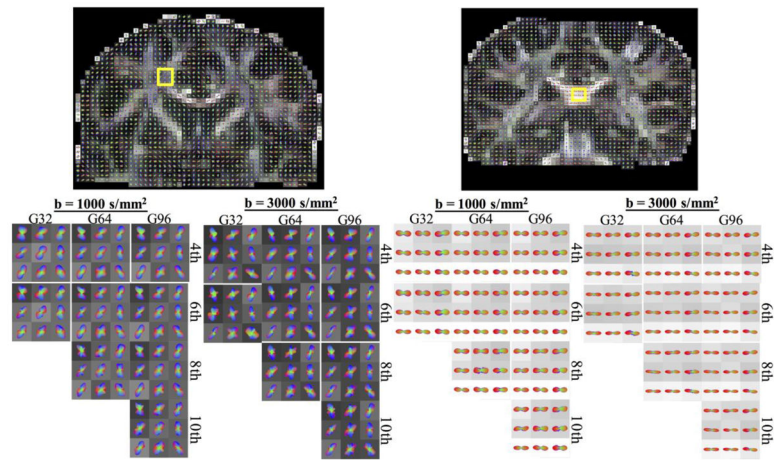 b = 1000 s/mm² b = 3000 s/mm² b = 1000 s/mm² b = 3000 s/mm²
G32 G64 G96 G32 G64 G96 G32 G64 G96 G32 G64 G96
4th 4th 4th 4th
6th 6th 6th 6th
8th 8th 8th 8th
10th 10th 10th 10th